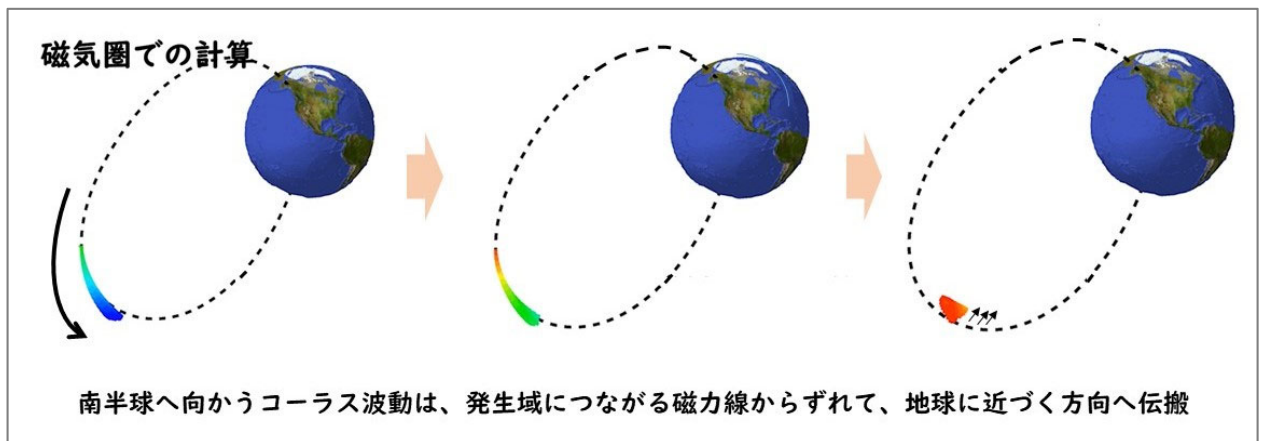 磁気圏での計算
南半球へ向かうコーラス波動は、発生域につながる磁力線からずれて、地球に近づく方向へ伝搬